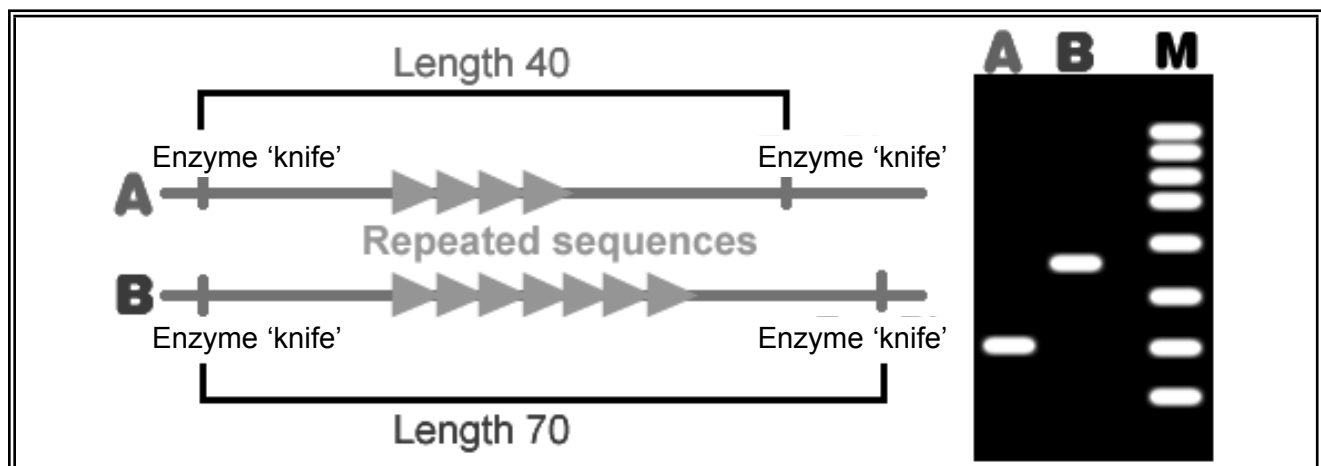 Length 40
Enzyme ‘knife’ Enzyme ‘knife’
A
Repeated sequences
B
Enzyme ‘knife’ Enzyme ‘knife’
Length 70
A B M